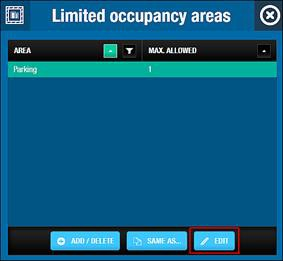 Limited occupancy areas
AREA MAX. ALLOWED
Parking 1
ADD / DELETE SAME AS... EDIT